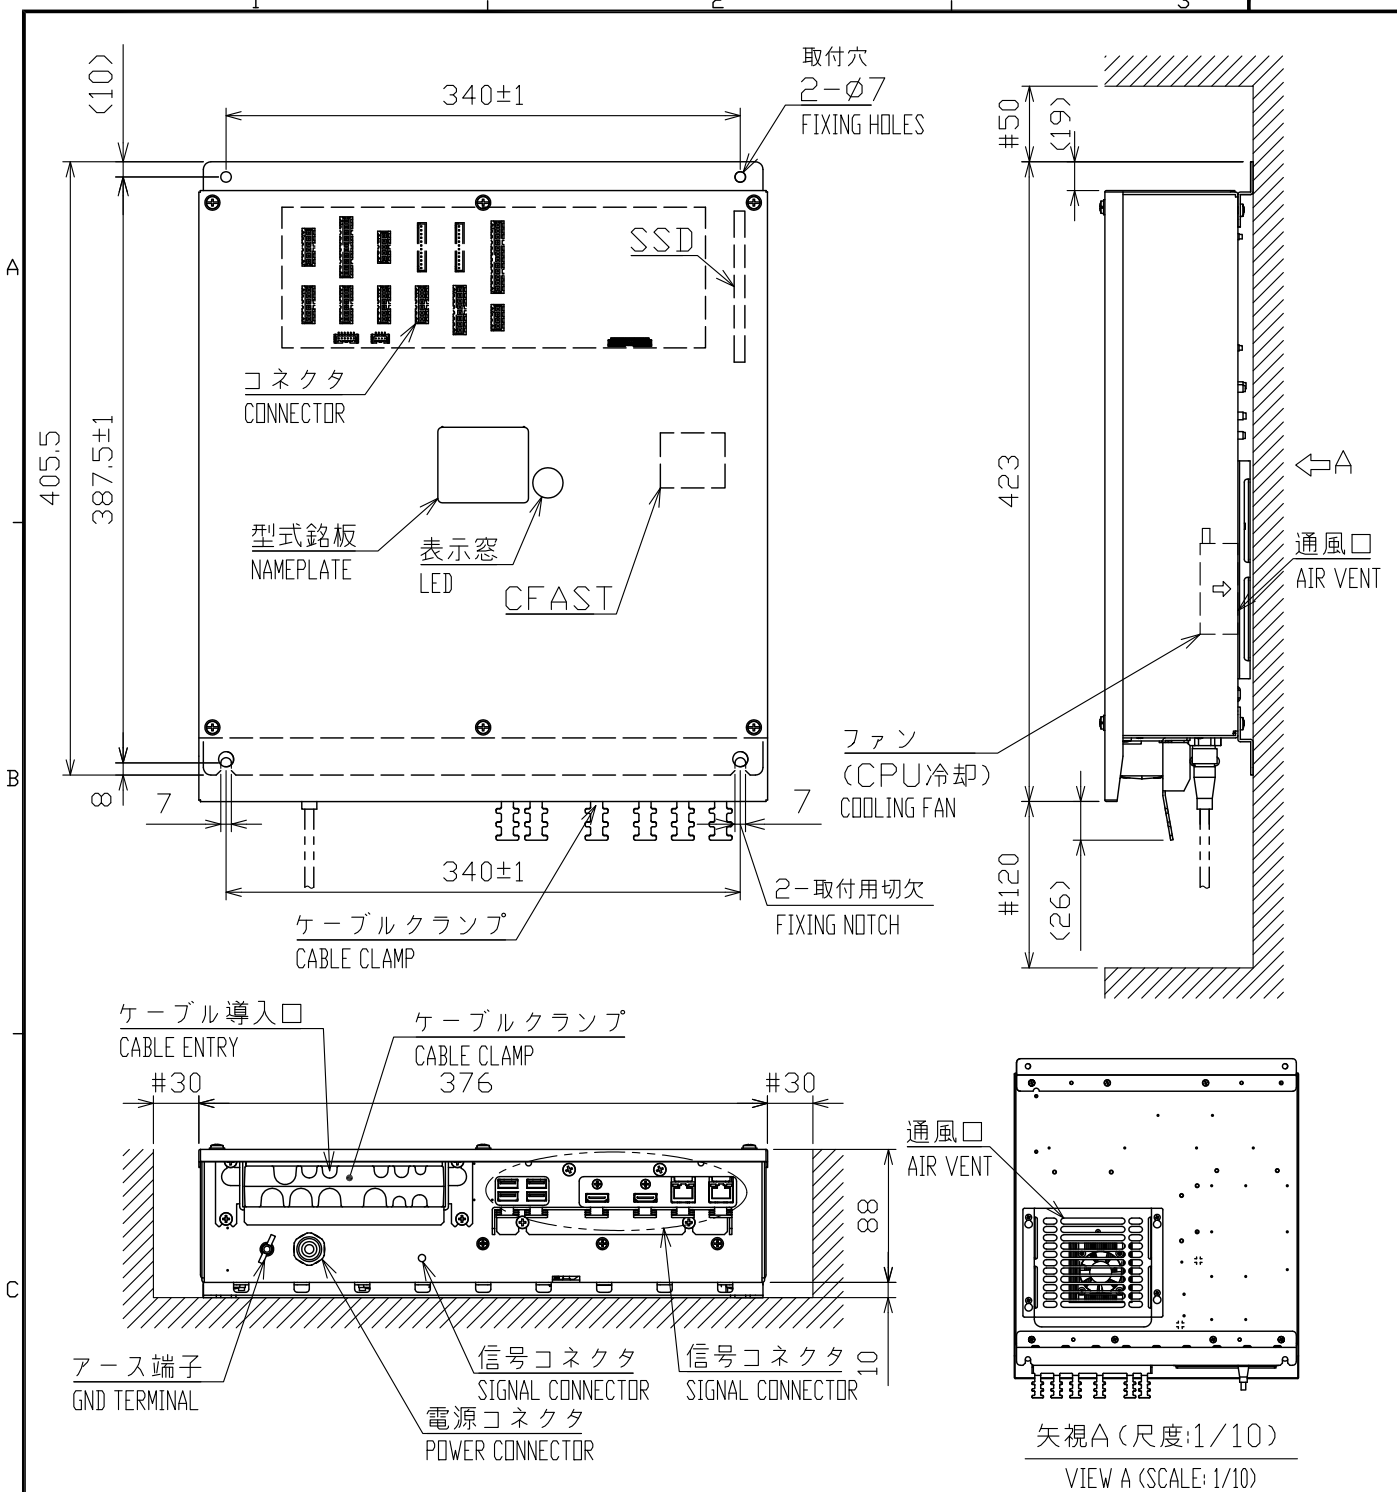 1
2
3
A
B
C
(10)
340±1
取付穴
2-Ø7
FIXING HOLES
#50
(19)
SSD
コネクタ
CONNECTOR
405.5
387.5±1
型式銘板
NAMEPLATE
表示窓
LED
CFAST
423
⇦A
通風口
AIR VENT
ファン
(CPU冷却)
COOLING FAN
8
7
7
340±1
2-取付用切欠
FIXING NOTCH
ケーブルクランプ
CABLE CLAMP
#120
(26)
ケーブル導入口
CABLE ENTRY
ケーブルクランプ
CABLE CLAMP
#30
376
#30
88
10
通風口
AIR VENT
アース端子
GND TERMINAL
信号コネクタ
SIGNAL CONNECTOR
信号コネクタ
SIGNAL CONNECTOR
電源コネクタ
POWER CONNECTOR
矢視A(尺度:1/10)
VIEW A (SCALE: 1/10)